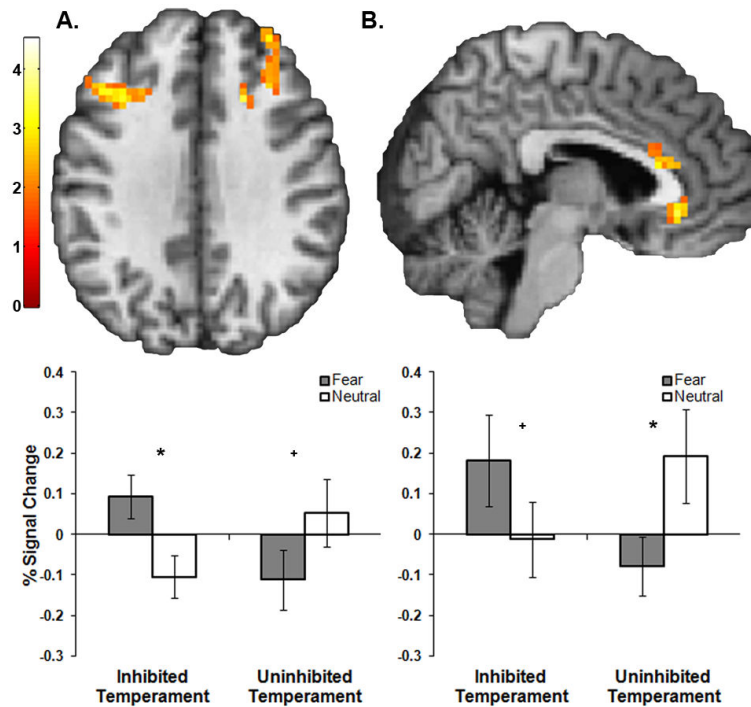 A.
B.
4
3
2
1
0
0.4
0.3
0.2
0.1
0
-0.1
-0.2
-0.3
% Signal Change
Fear
Neutral
*
+
Inhibited
Temperament
Uninhibited
Temperament
0.4
0.3
0.2
0.1
0
-0.1
-0.2
-0.3
Fear
Neutral
+
*
Inhibited
Temperament
Uninhibited
Temperament